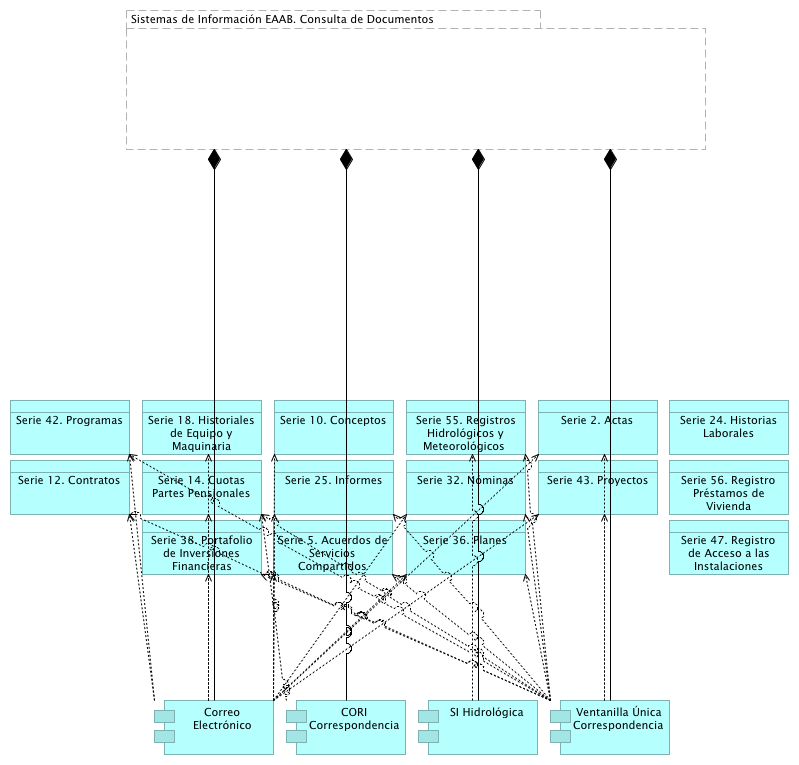 Sistemas de Información EAAB. Consulta de Documentos
Serie 42. Programas
Serie 18. Historiales
de Equipo y
Maquinaria
Serie 10. Conceptos
Serie 55. Registros
Hidrológicos y
Meteorológicos
Serie 2. Actas
Serie 24. Historias
Laborales
Serie 12. Contratos
Serie 14. Cuotas
Partes Pensionales
Serie 25. Informes
Serie 32. Nóminas
Serie 43. Proyectos
Serie 56. Registro
Préstamos de
Vivienda
Serie 38. Portafolio
de Inversiones
Financieras
Serie 5. Acuerdos de
Servicios
Compartidos
Serie 36. Planes
Serie 47. Registro
de Acceso a las
Instalaciones
Correo
Electrónico
CORI
Correspondencia
SI Hidrológica
Ventanilla Única
Correspondencia